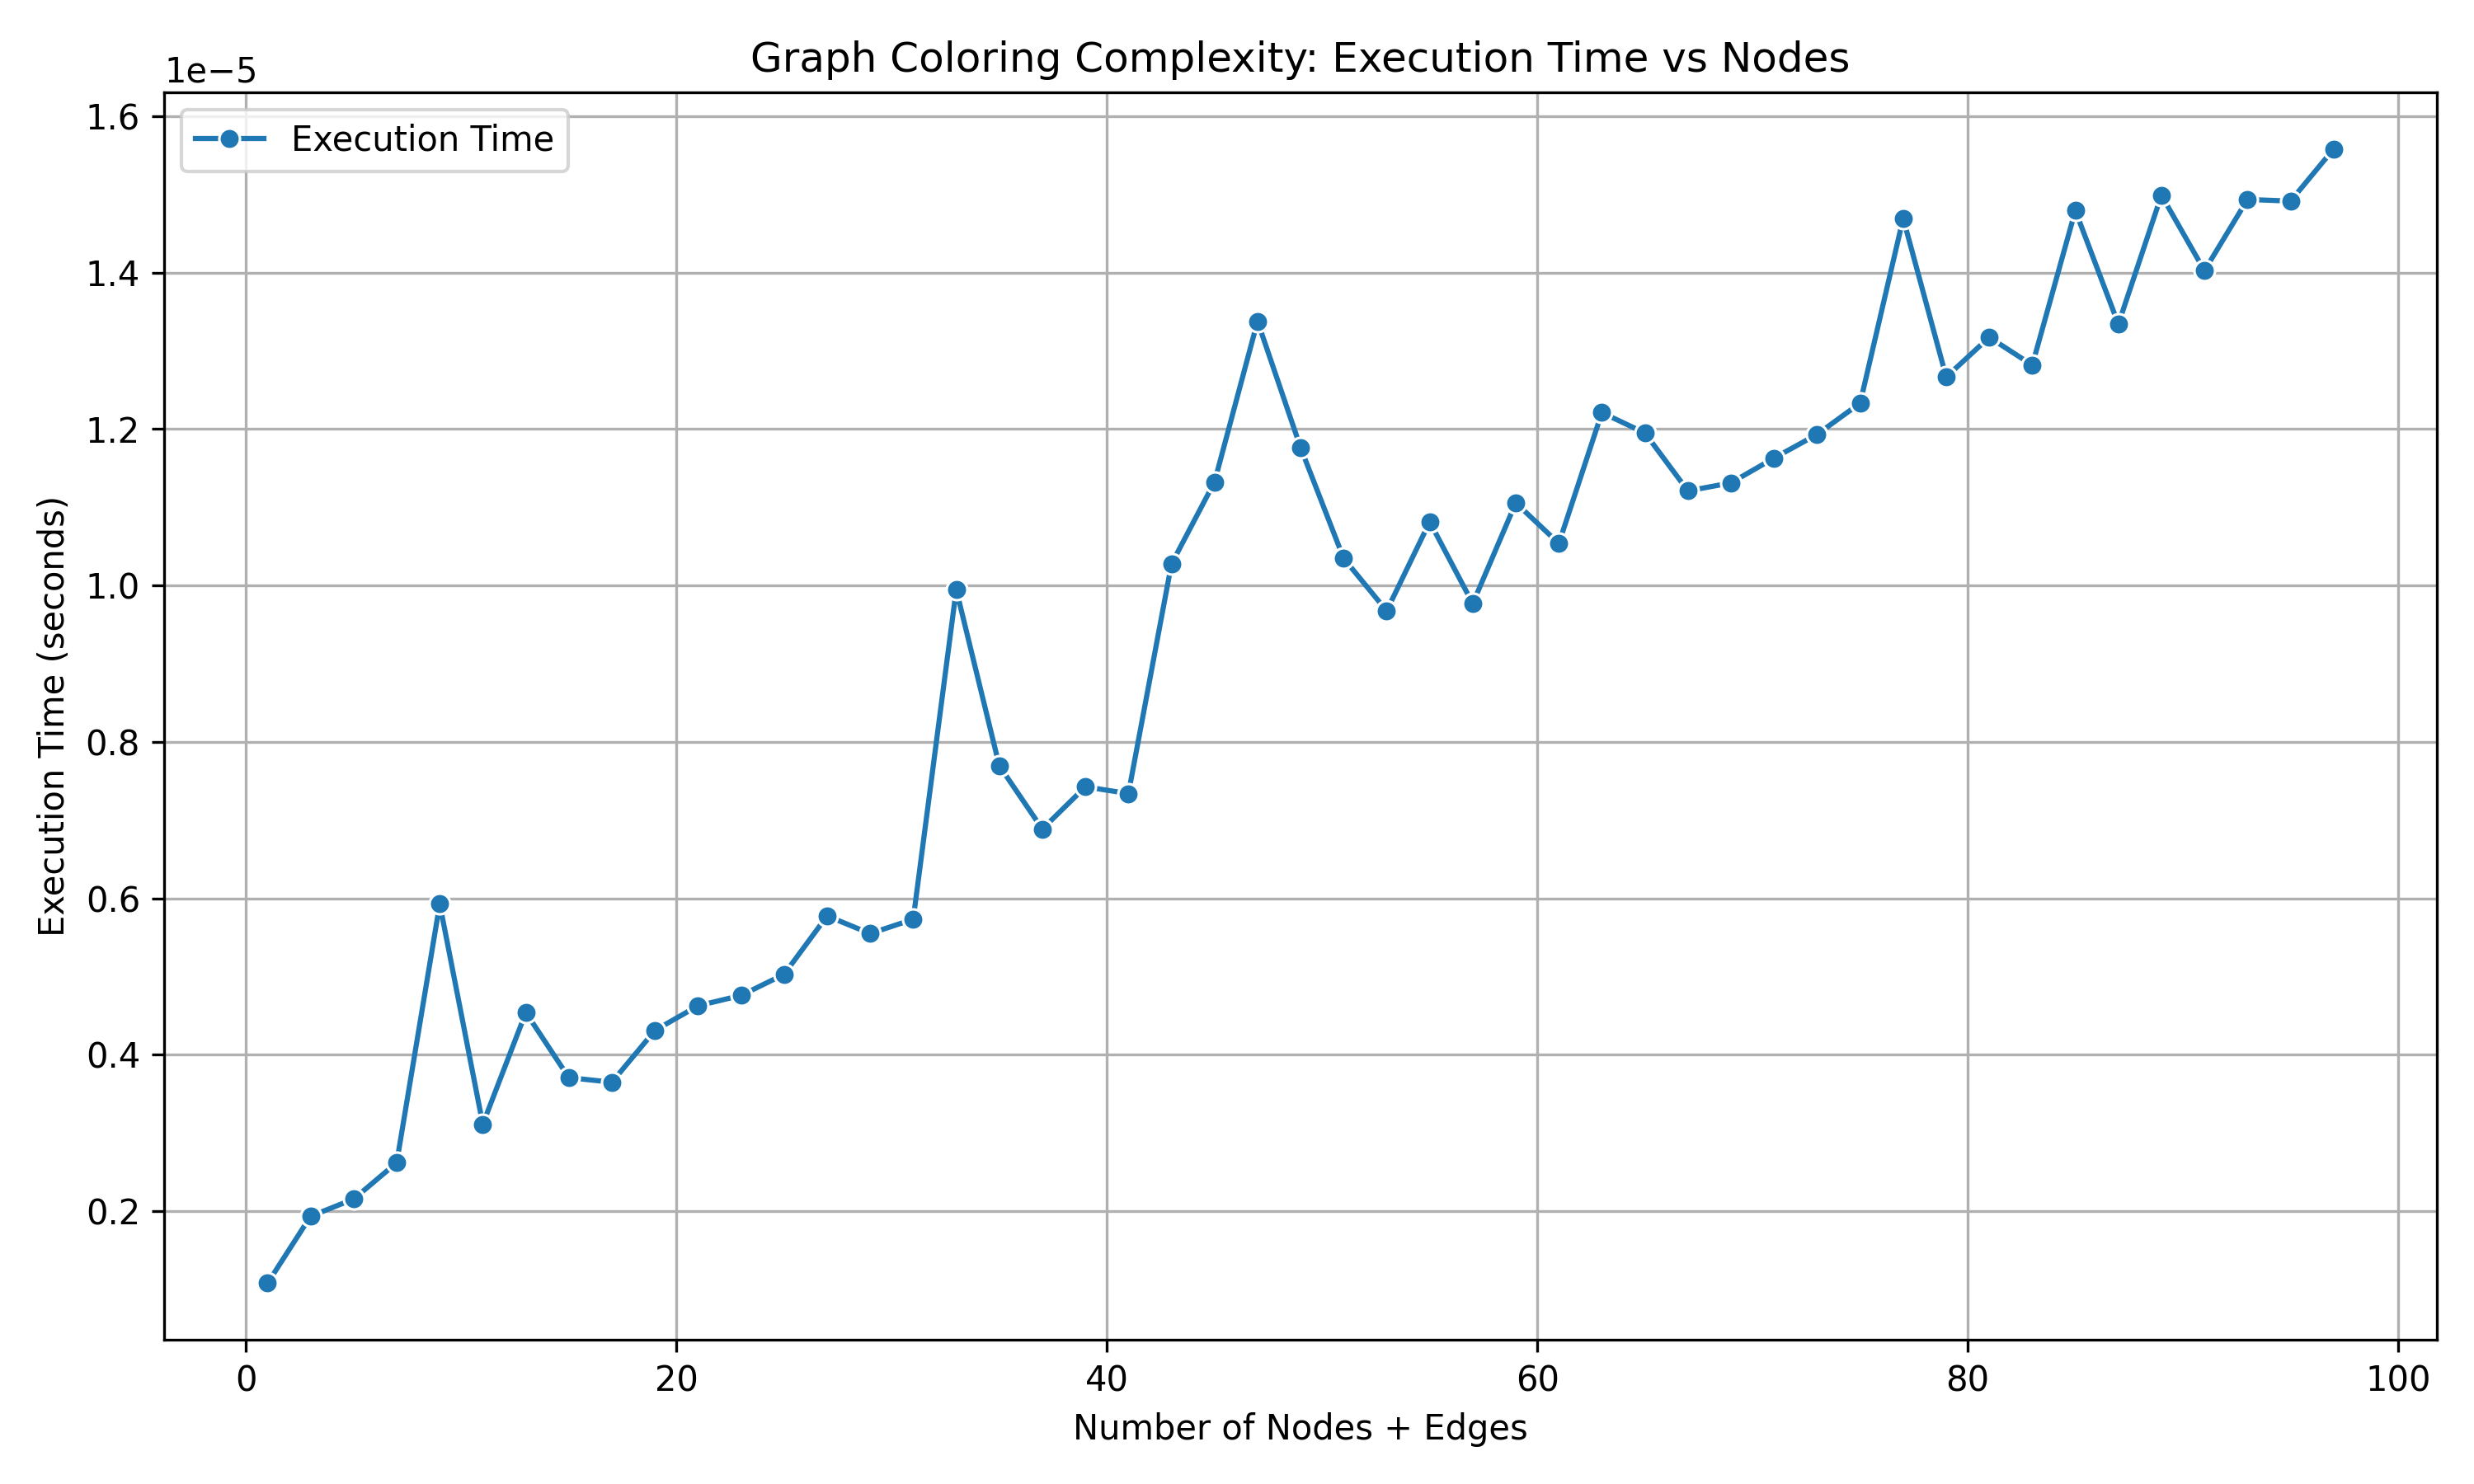 Graph Coloring Complexity: Execution Time vs Nodes
1e−5
Execution Time
1.6
1.4
1.2
1.0
0.8
0.6
0.4
0.2
Execution Time (seconds)
0 20 40 60 80 100
Number of Nodes + Edges